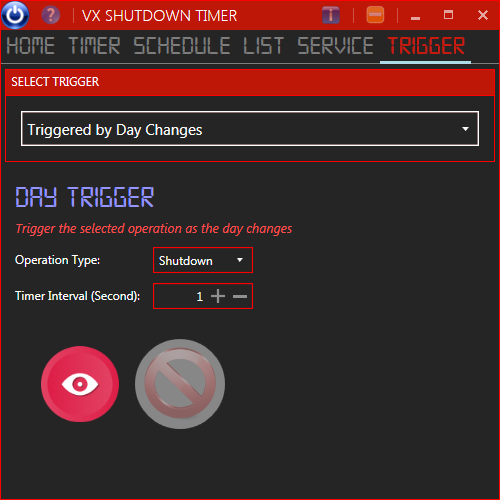 VX SHUTDOWN TIMER
HOME TIMER SCHEDULE LIST SERVICE TRIGGER
SELECT TRIGGER
Triggered by Day Changes
DAY TRIGGER
Trigger the selected operation as the day changes
Operation Type: Shutdown
Timer Interval (Second): 1